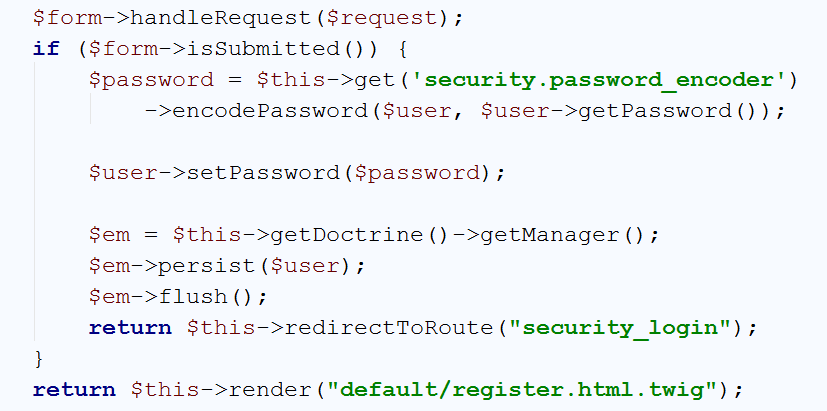 $form->handleRequest($request);
if ($form->isSubmitted()) {
$password = $this->get('security.password_encoder')
->encodePassword($user, $user->getPassword());
$user->setPassword($password);
$em = $this->getDoctrine()->getManager();
$em->persist($user);
$em->flush();
return $this->redirectToRoute("security_login");
}
return $this->render("default/register.html.twig");